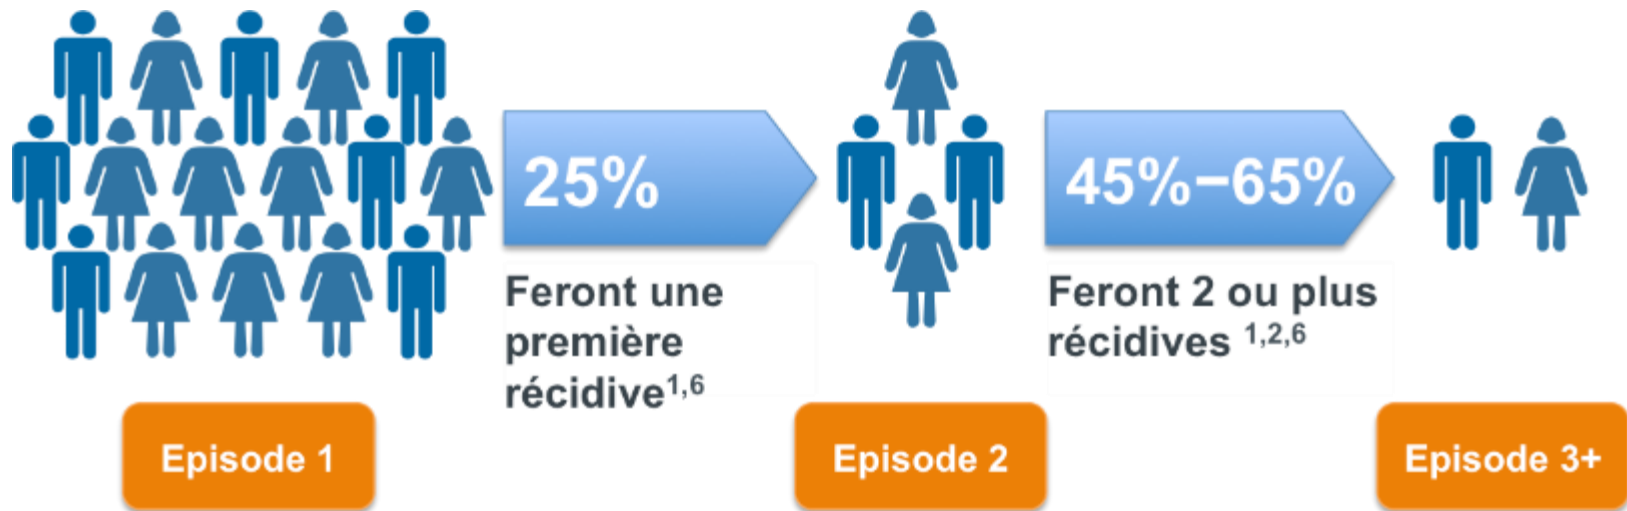 25%
Feront une
première
récidive1,6
45%–65%
Feront 2 ou plus
récidives 1,2,6
Episode 1
Episode 2
Episode 3+